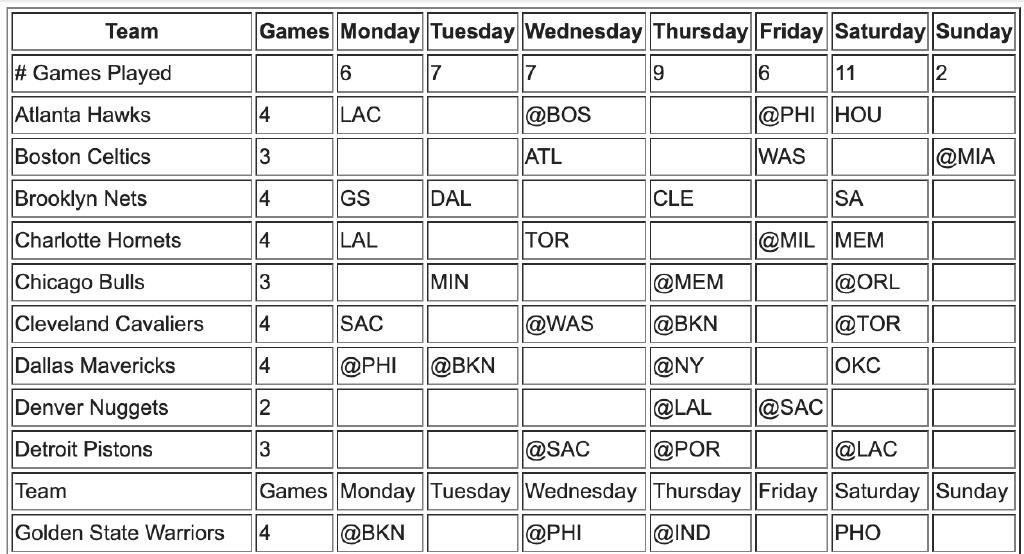 Team Games Monday Tuesday Wednesday Thursday Friday Saturday Sunday
# Games Played 6 7 7 9 6 11 2
Atlanta Hawks 4 LAC @BOS @PHI HOU
Boston Celtics 3 ATL WAS @MIA
Brooklyn Nets 4 GS DAL CLE SA
Charlotte Hornets 4 LAL TOR @MIL MEM
Chicago Bulls 3 MIN @MEM @ORL
Cleveland Cavaliers 4 SAC @WAS @BKN @TOR
Dallas Mavericks 4 @PHI @BKN @NY OKC
Denver Nuggets 2 @LAL @SAC
Detroit Pistons 3 @SAC @POR @LAC
Team Games Monday Tuesday Wednesday Thursday Friday Saturday Sunday
Golden State Warriors 4 @BKN @PHI @IND PHO